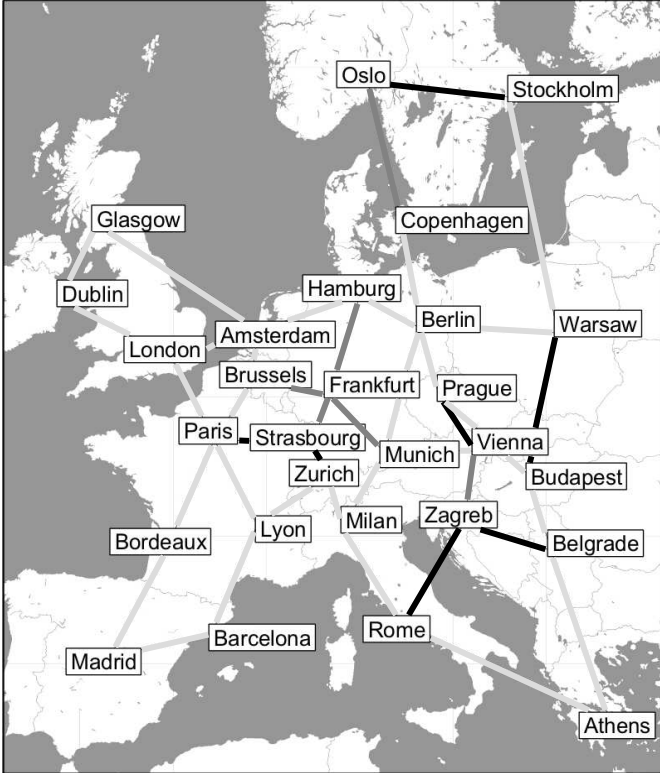 Oslo
Stockholm
Glasgow
Copenhagen
Hamburg
Dublin
Berlin
Warsaw
Amsterdam
London
Brussels
Frankfurt
Prague
Paris
Strasbourg
Vienna
Munich
Zurich
Budapest
Zagreb
Milan
Lyon
Bordeaux
Belgrade
Rome
Barcelona
Madrid
Athens